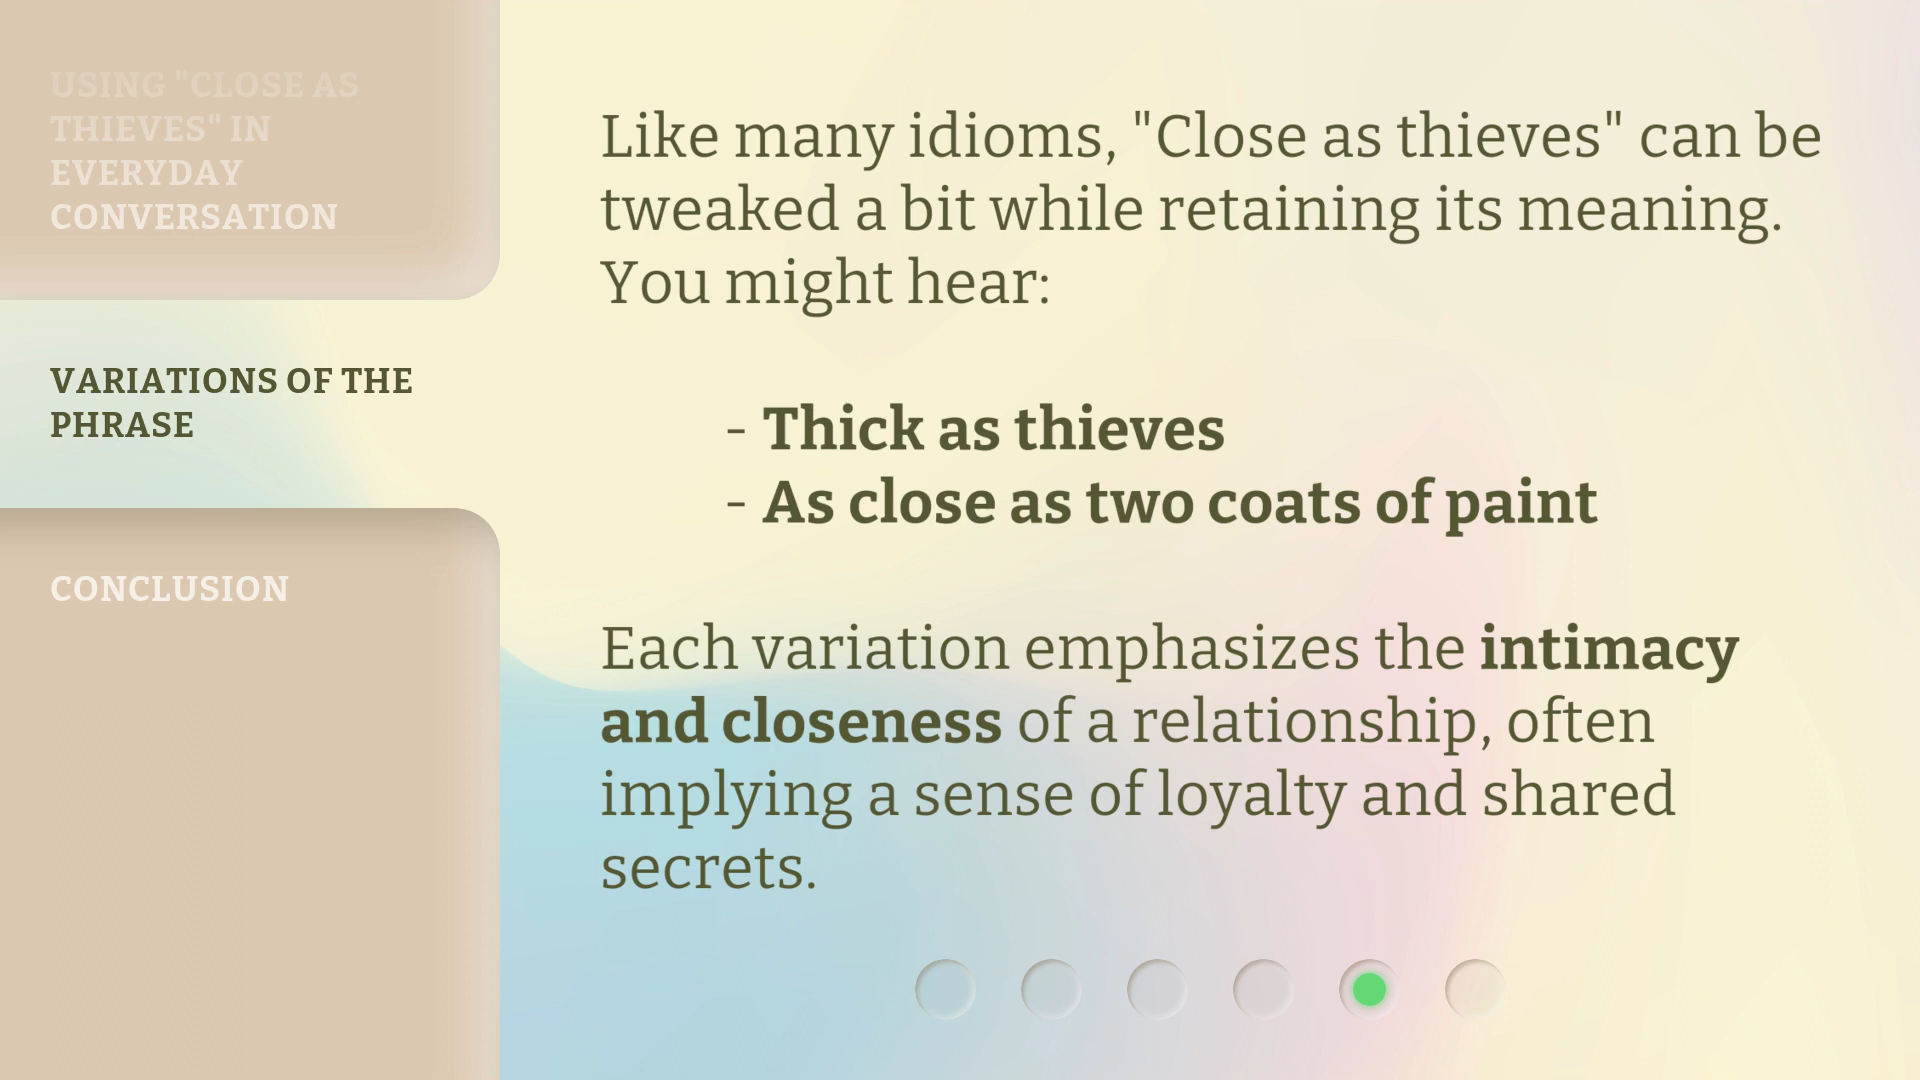 USING "CLOSE AS
THIEVES" IN
EVERYDAY
CONVERSATION
VARIATIONS OF THE
PHRASE
CONCLUSION
Like many idioms, "Close as thieves" can be
tweaked a bit while retaining its meaning.
You might hear:
- Thick as thieves
- As close as two coats of paint
Each variation emphasizes the intimacy
and closeness of a relationship, often
implying a sense of loyalty and shared
secrets.